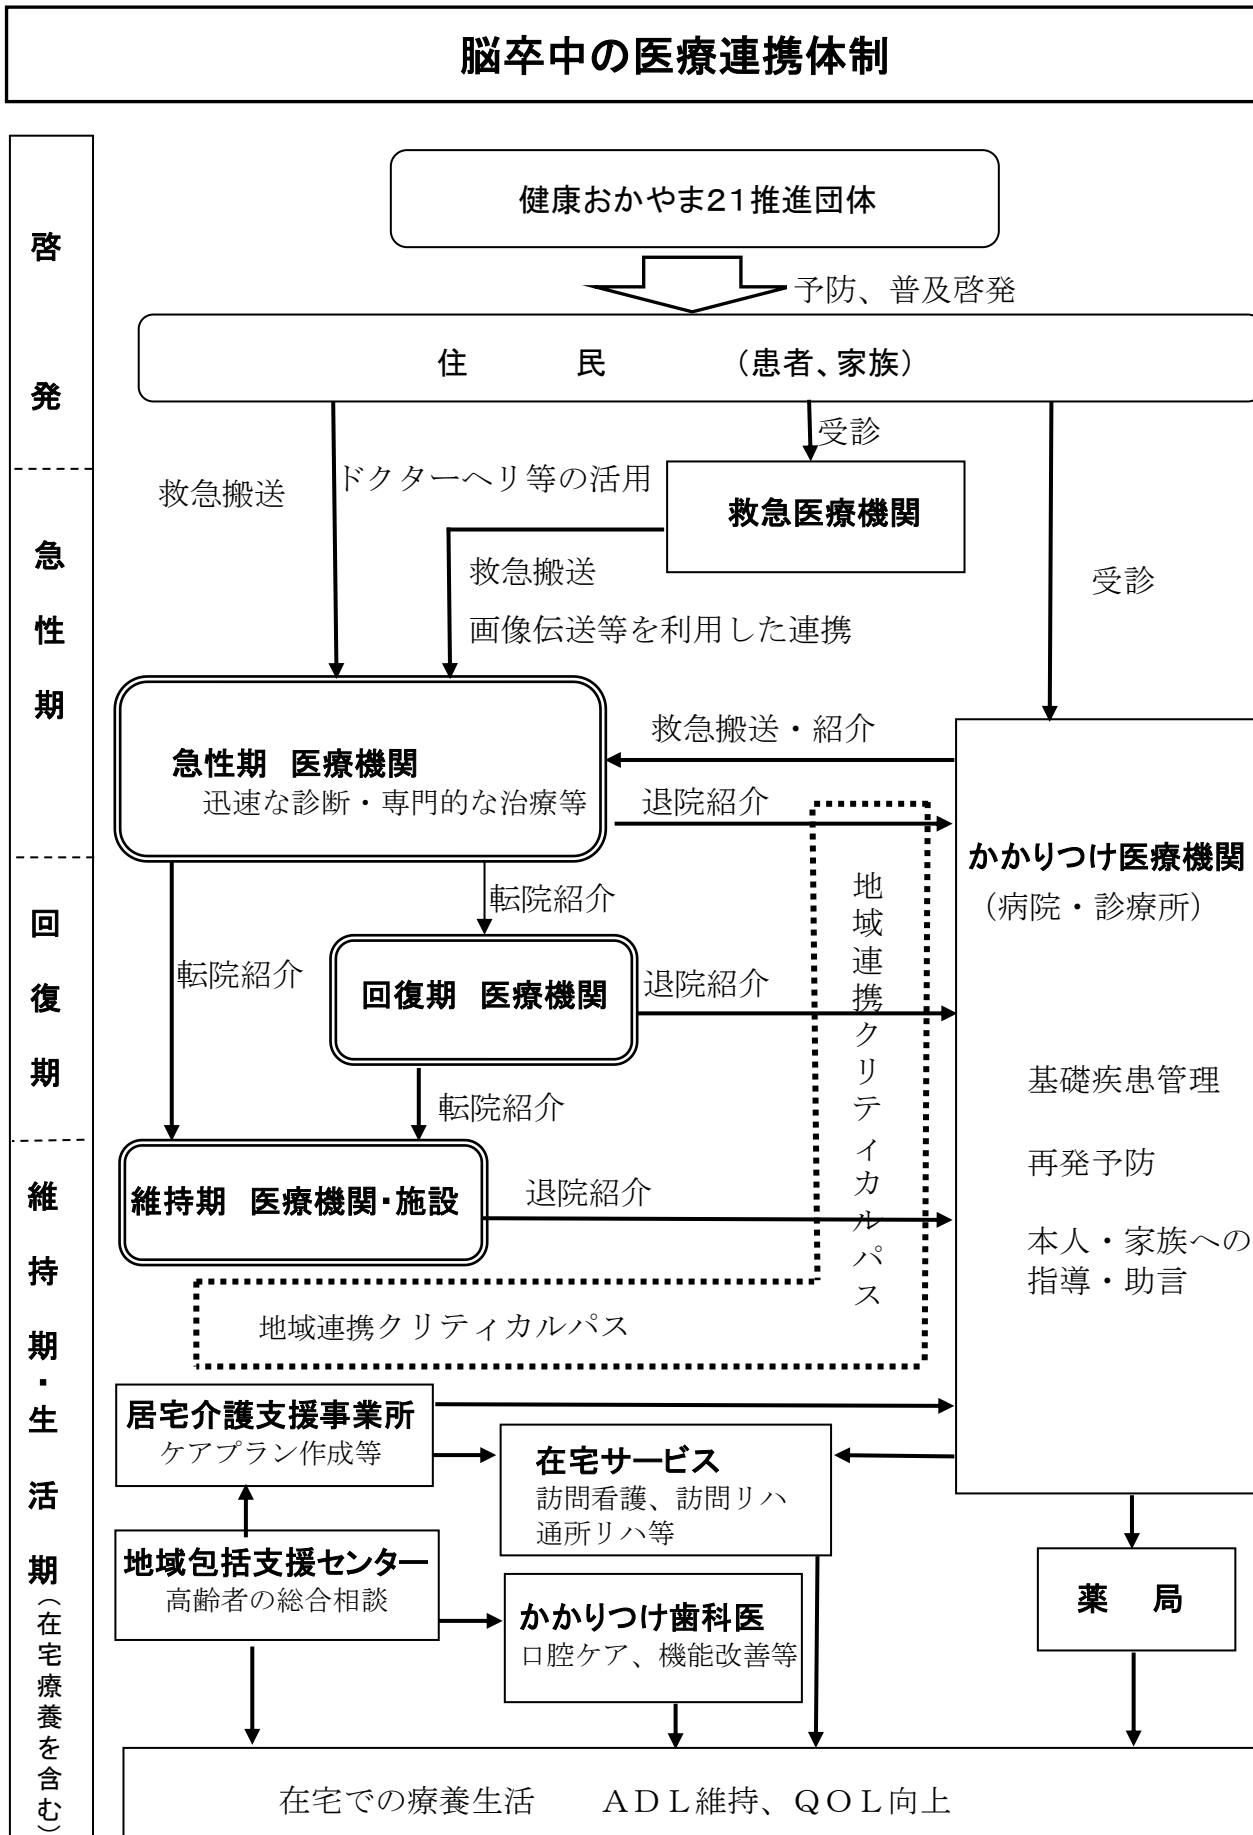 脳卒中の医療連携体制
啓発
急性期
回復期
維持期・生活期（在宅療養を含む）
健康おかやま２１推進団体
予防、普及啓発
住　民　（患者、家族）
受診
救急搬送
ドクターヘリ等の活用
救急医療機関
救急搬送
画像伝送等を利用した連携
受診
救急搬送・紹介
急性期　医療機関
迅速な診断・専門的な治療等
退院紹介
かかりつけ医療機関
（病院・診療所）
転院紹介
転院紹介
回復期　医療機関
退院紹介
地域連携クリティカルパス
基礎疾患管理
転院紹介
再発予防
維持期　医療機関・施設
退院紹介
本人・家族への
指導・助言
地域連携クリティカルパス
居宅介護支援事業所
ケアプラン作成等
在宅サービス
訪問看護、訪問リハ
通所リハ等
地域包括支援センター
高齢者の総合相談
かかりつけ歯科医
口腔ケア、機能改善等
薬　局
在宅での療養生活　　ＡＤＬ維持、ＱＯＬ向上